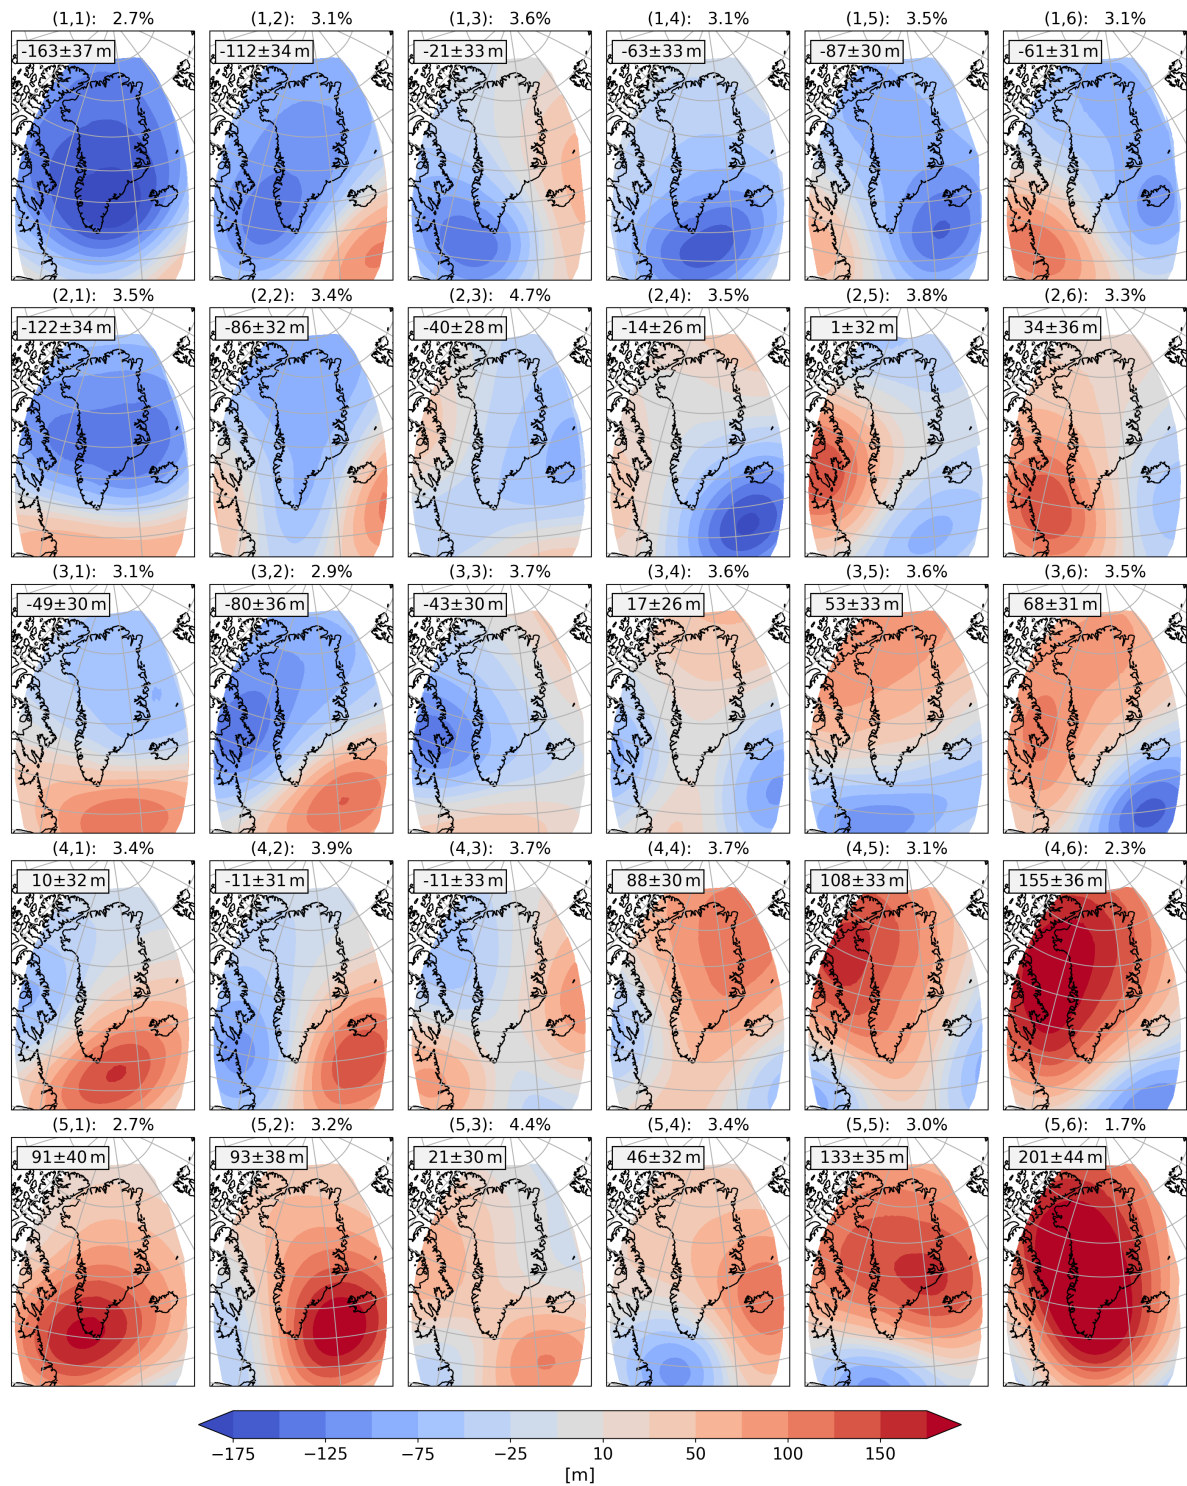 (1,1): 2.7% (1,2): 3.1% (1,3): 3.6% (1,4): 3.1% (1,5): 3.5% (1,6): 3.1%
-163±37 m -112±34 m -21±33 m -63±33 m -87±30 m -61±31 m
(2,1): 3.5% (2,2): 3.4% (2,3): 4.7% (2,4): 3.5% (2,5): 3.8% (2,6): 3.3%
-122±34 m -86±32 m -40±28 m -14±26 m 1±32 m 34±36 m
(3,1): 3.1% (3,2): 2.9% (3,3): 3.7% (3,4): 3.6% (3,5): 3.6% (3,6): 3.5%
-49±30 m -80±36 m -43±30 m 17±26 m 53±33 m 68±31 m
(4,1): 3.4% (4,2): 3.9% (4,3): 3.7% (4,4): 3.7% (4,5): 3.1% (4,6): 2.3%
10±32 m -11±31 m -11±33 m 88±30 m 108±33 m 155±36 m
(5,1): 2.7% (5,2): 3.2% (5,3): 4.4% (5,4): 3.4% (5,5): 3.0% (5,6): 1.7%
91±40 m 93±38 m 21±30 m 46±32 m 133±35 m 201±44 m
−175 −125 −75 −25 10 50 100 150
[m]